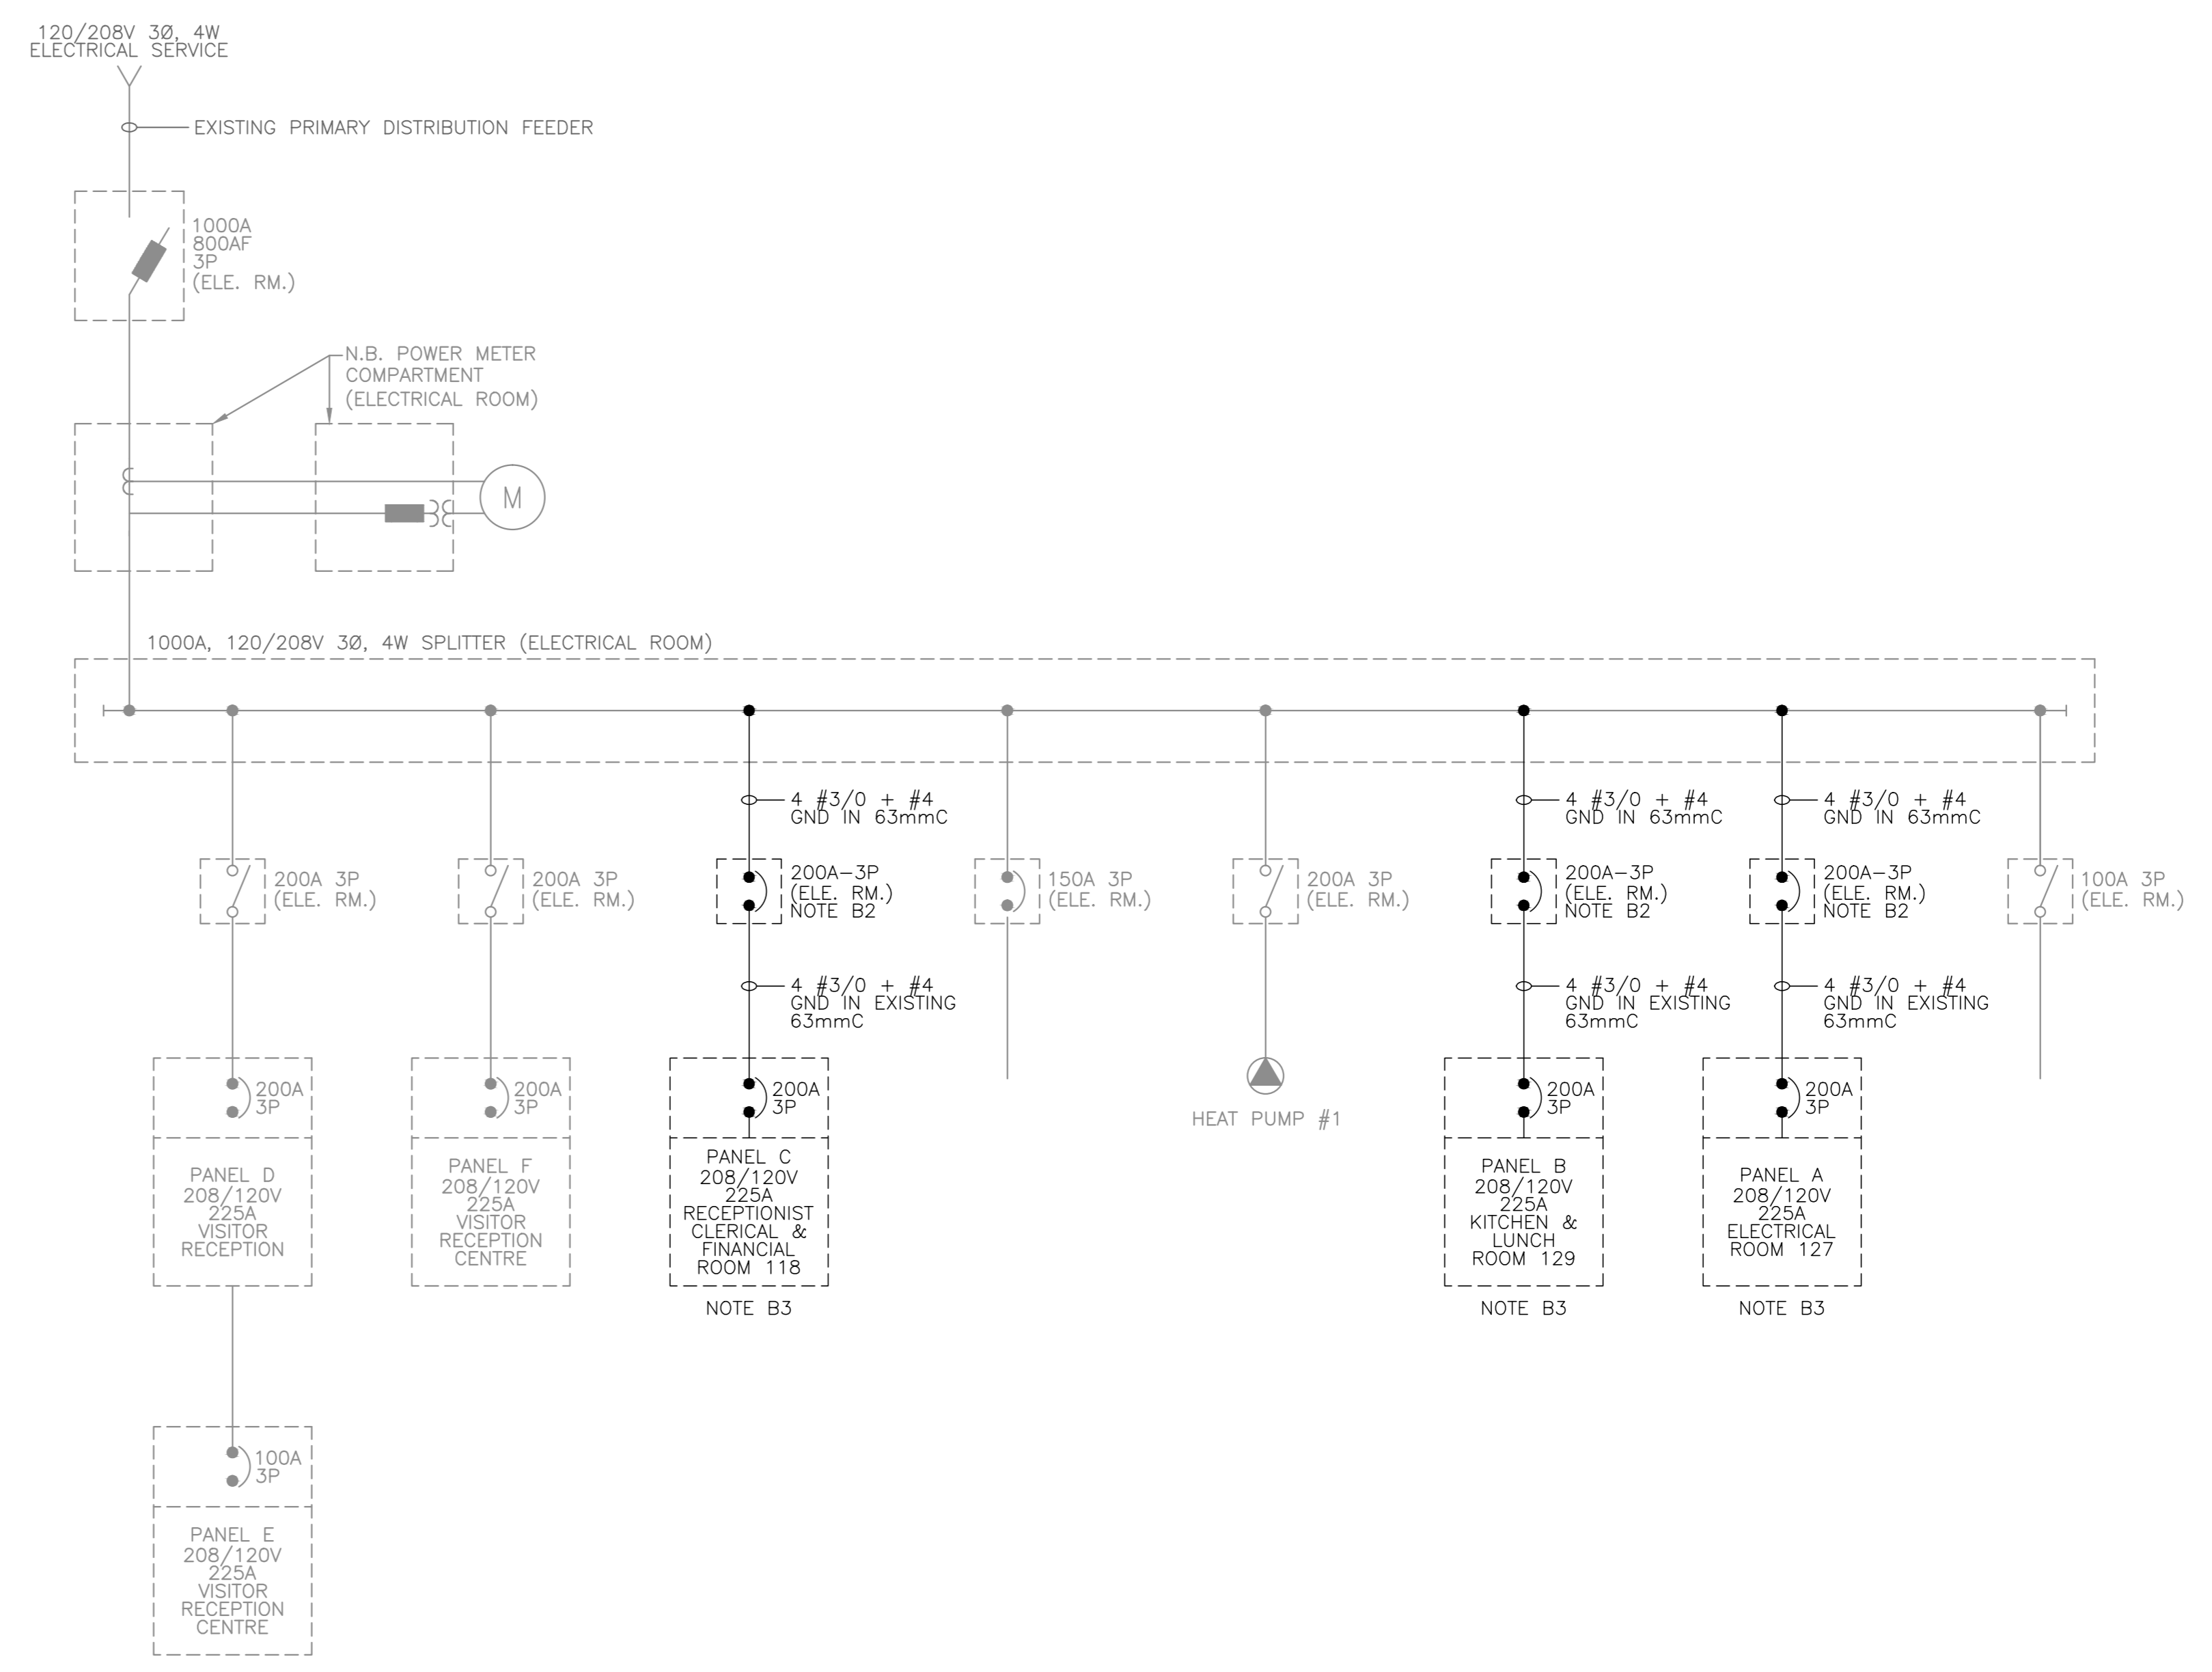 120/208V 3Ø, 4W
ELECTRICAL SERVICE
EXISTING PRIMARY DISTRIBUTION FEEDER
1000A
800AF
3P
(ELE. RM.)
N.B. POWER METER
COMPARTMENT
(ELECTRICAL ROOM)
M
1000A, 120/208V 3Ø, 4W SPLITTER (ELECTRICAL ROOM)
4 #3/0 + #4
GND IN 63mmC
4 #3/0 + #4
GND IN 63mmC
4 #3/0 + #4
GND IN 63mmC
200A 3P
(ELE. RM.)
200A 3P
(ELE. RM.)
200A-3P
(ELE. RM.)
NOTE B2
150A 3P
(ELE. RM.)
200A 3P
(ELE. RM.)
200A-3P
(ELE. RM.)
NOTE B2
200A-3P
(ELE. RM.)
NOTE B2
100A 3P
(ELE. RM.)
4 #3/0 + #4
GND IN EXISTING
63mmC
4 #3/0 + #4
GND IN EXISTING
63mmC
4 #3/0 + #4
GND IN EXISTING
63mmC
200A
3P
PANEL D
208/120V
225A
VISITOR
RECEPTION
200A
3P
PANEL F
208/120V
225A
VISITOR
RECEPTION
CENTRE
200A
3P
PANEL C
208/120V
225A
RECEPTIONIST
CLERICAL &
FINANCIAL
ROOM 118
NOTE B3
HEAT PUMP #1
200A
3P
PANEL B
208/120V
225A
KITCHEN &
LUNCH
ROOM 129
NOTE B3
200A
3P
PANEL A
208/120V
225A
ELECTRICAL
ROOM 127
NOTE B3
100A
3P
PANEL E
208/120V
225A
VISITOR
RECEPTION
CENTRE